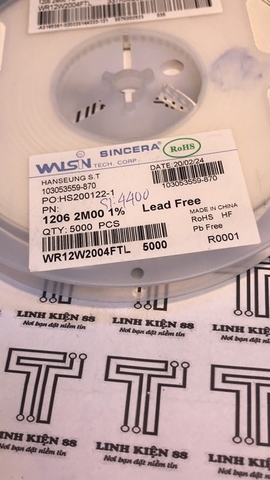 WR12W2004FTL 5000
WALSIN TECH. CORP.
SINCERA
RoHS
HANSEUNG S.T
DATE:20/02/24
103053559-870
103053559-870
PO:HS200122-1
SL 4400
PN:
1206 2M00 1% Lead Free
QTY: 5000 PCS
MADE IN CHINA
RoHS HF
Pb Free
WR12W2004FTL 5000
R0001
LINH KIỆN 88
Nơi bạn đặt niềm tin
LINH KIỆN 88
Nơi bạn đặt niềm tin
LINH KIỆN 88
Nơi bạn đặt niềm tin
LINH KIỆN 88
Nơi bạn đặt niềm tin
LINH KIỆN 88
Nơi bạn đặt niềm tin